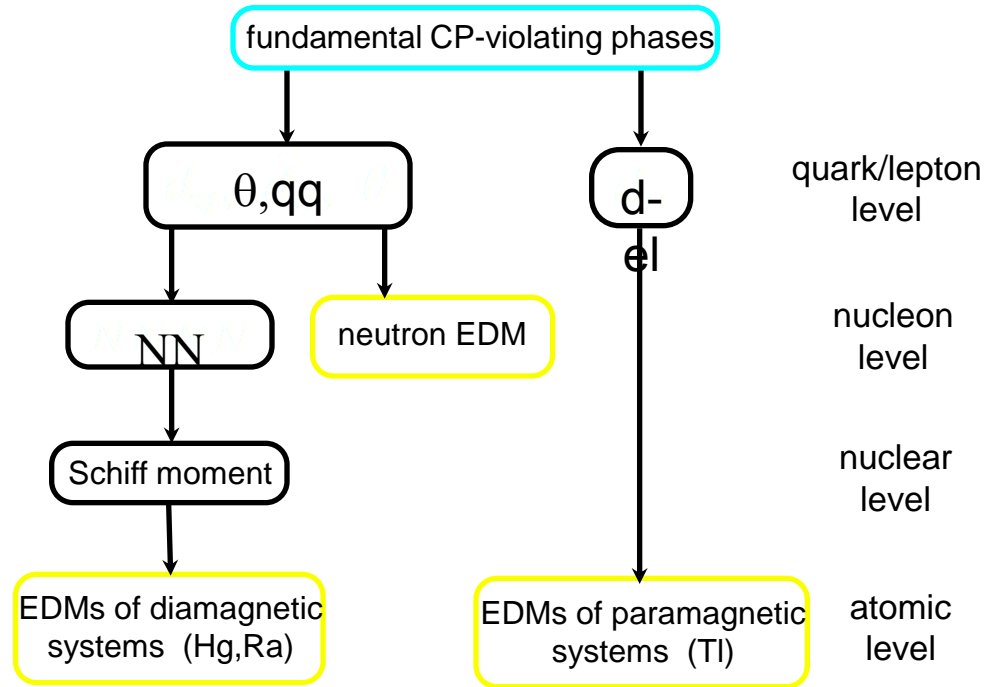 fundamental CP-violating phases
θ,qq
d-
el
quark/lepton
level
NN
neutron EDM
nucleon
level
Schiff moment
nuclear
level
EDMs of diamagnetic
systems (Hg,Ra)
EDMs of paramagnetic
systems (Tl)
atomic
level